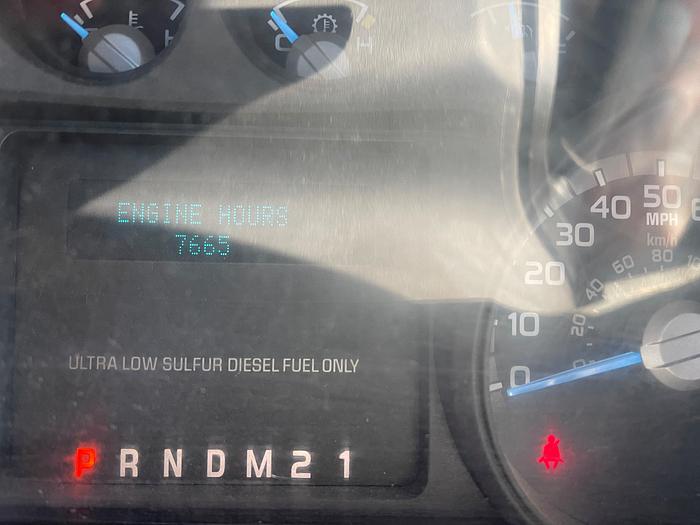 H
C H
ENGINE HOURS
7665
ULTRA LOW SULFUR DIESEL FUEL ONLY
P R N D M 2 1
0 10 20 30 40 50
MPH
km/h
20 40 60 80